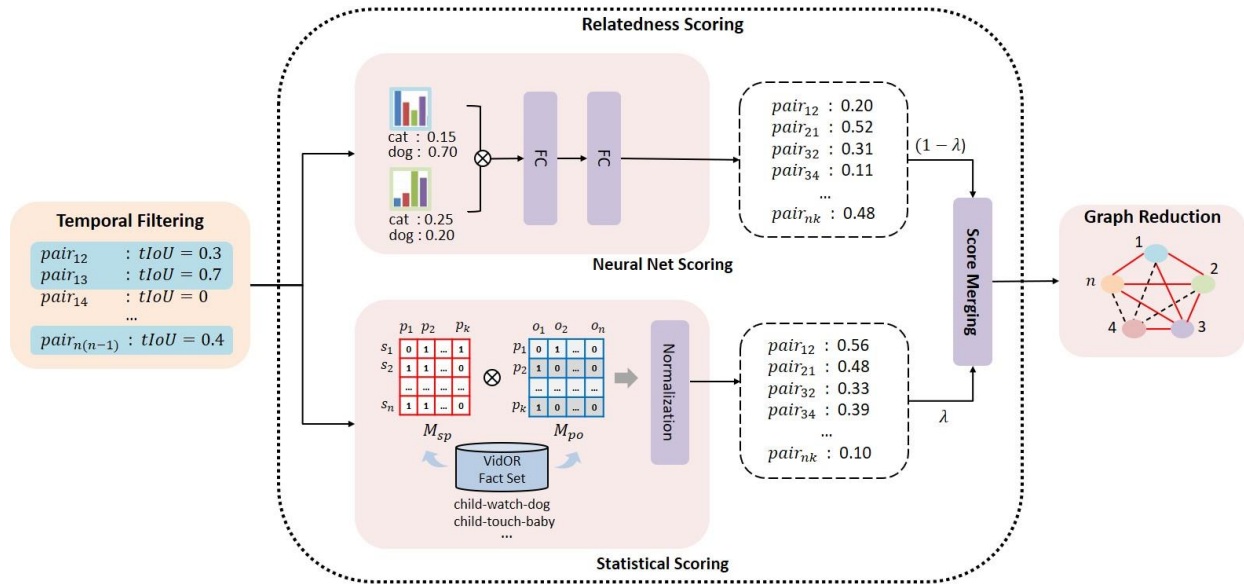 Relatedness Scoring
Temporal Filtering
pair₁₂ : tIoU = 0.3
pair₁₃ : tIoU = 0.7
pair₁₄ : tIoU = 0
...
pairₙ₍ₙ₋₁₎ : tIoU = 0.4
cat : 0.15
dog : 0.70
cat : 0.25
dog : 0.20
⊗
FC
FC
Neural Net Scoring
pair₁₂ : 0.20
pair₂₁ : 0.52
pair₃₂ : 0.31
pair₃₄ : 0.11
...
pairₙₖ : 0.48
(1 − λ)
p₁ p₂ pₖ
s₁ 0 1 ... 1
s₂ 1 1 ... 0
... ... ... ...
sₙ 1 1 ... 0
Mₛₚ
⊗
o₁ o₂ oₙ
p₁ 0 1 ... 0
p₂ 1 0 ... 0
... ... ... ...
pₖ 1 0 ... 0
Mₚₒ
VidOR
Fact Set
child-watch-dog
child-touch-baby
...
Normalization
Statistical Scoring
pair₁₂ : 0.56
pair₂₁ : 0.48
pair₃₂ : 0.33
pair₃₄ : 0.39
...
pairₙₖ : 0.10
λ
Score Merging
Graph Reduction
1
2
n
4
3